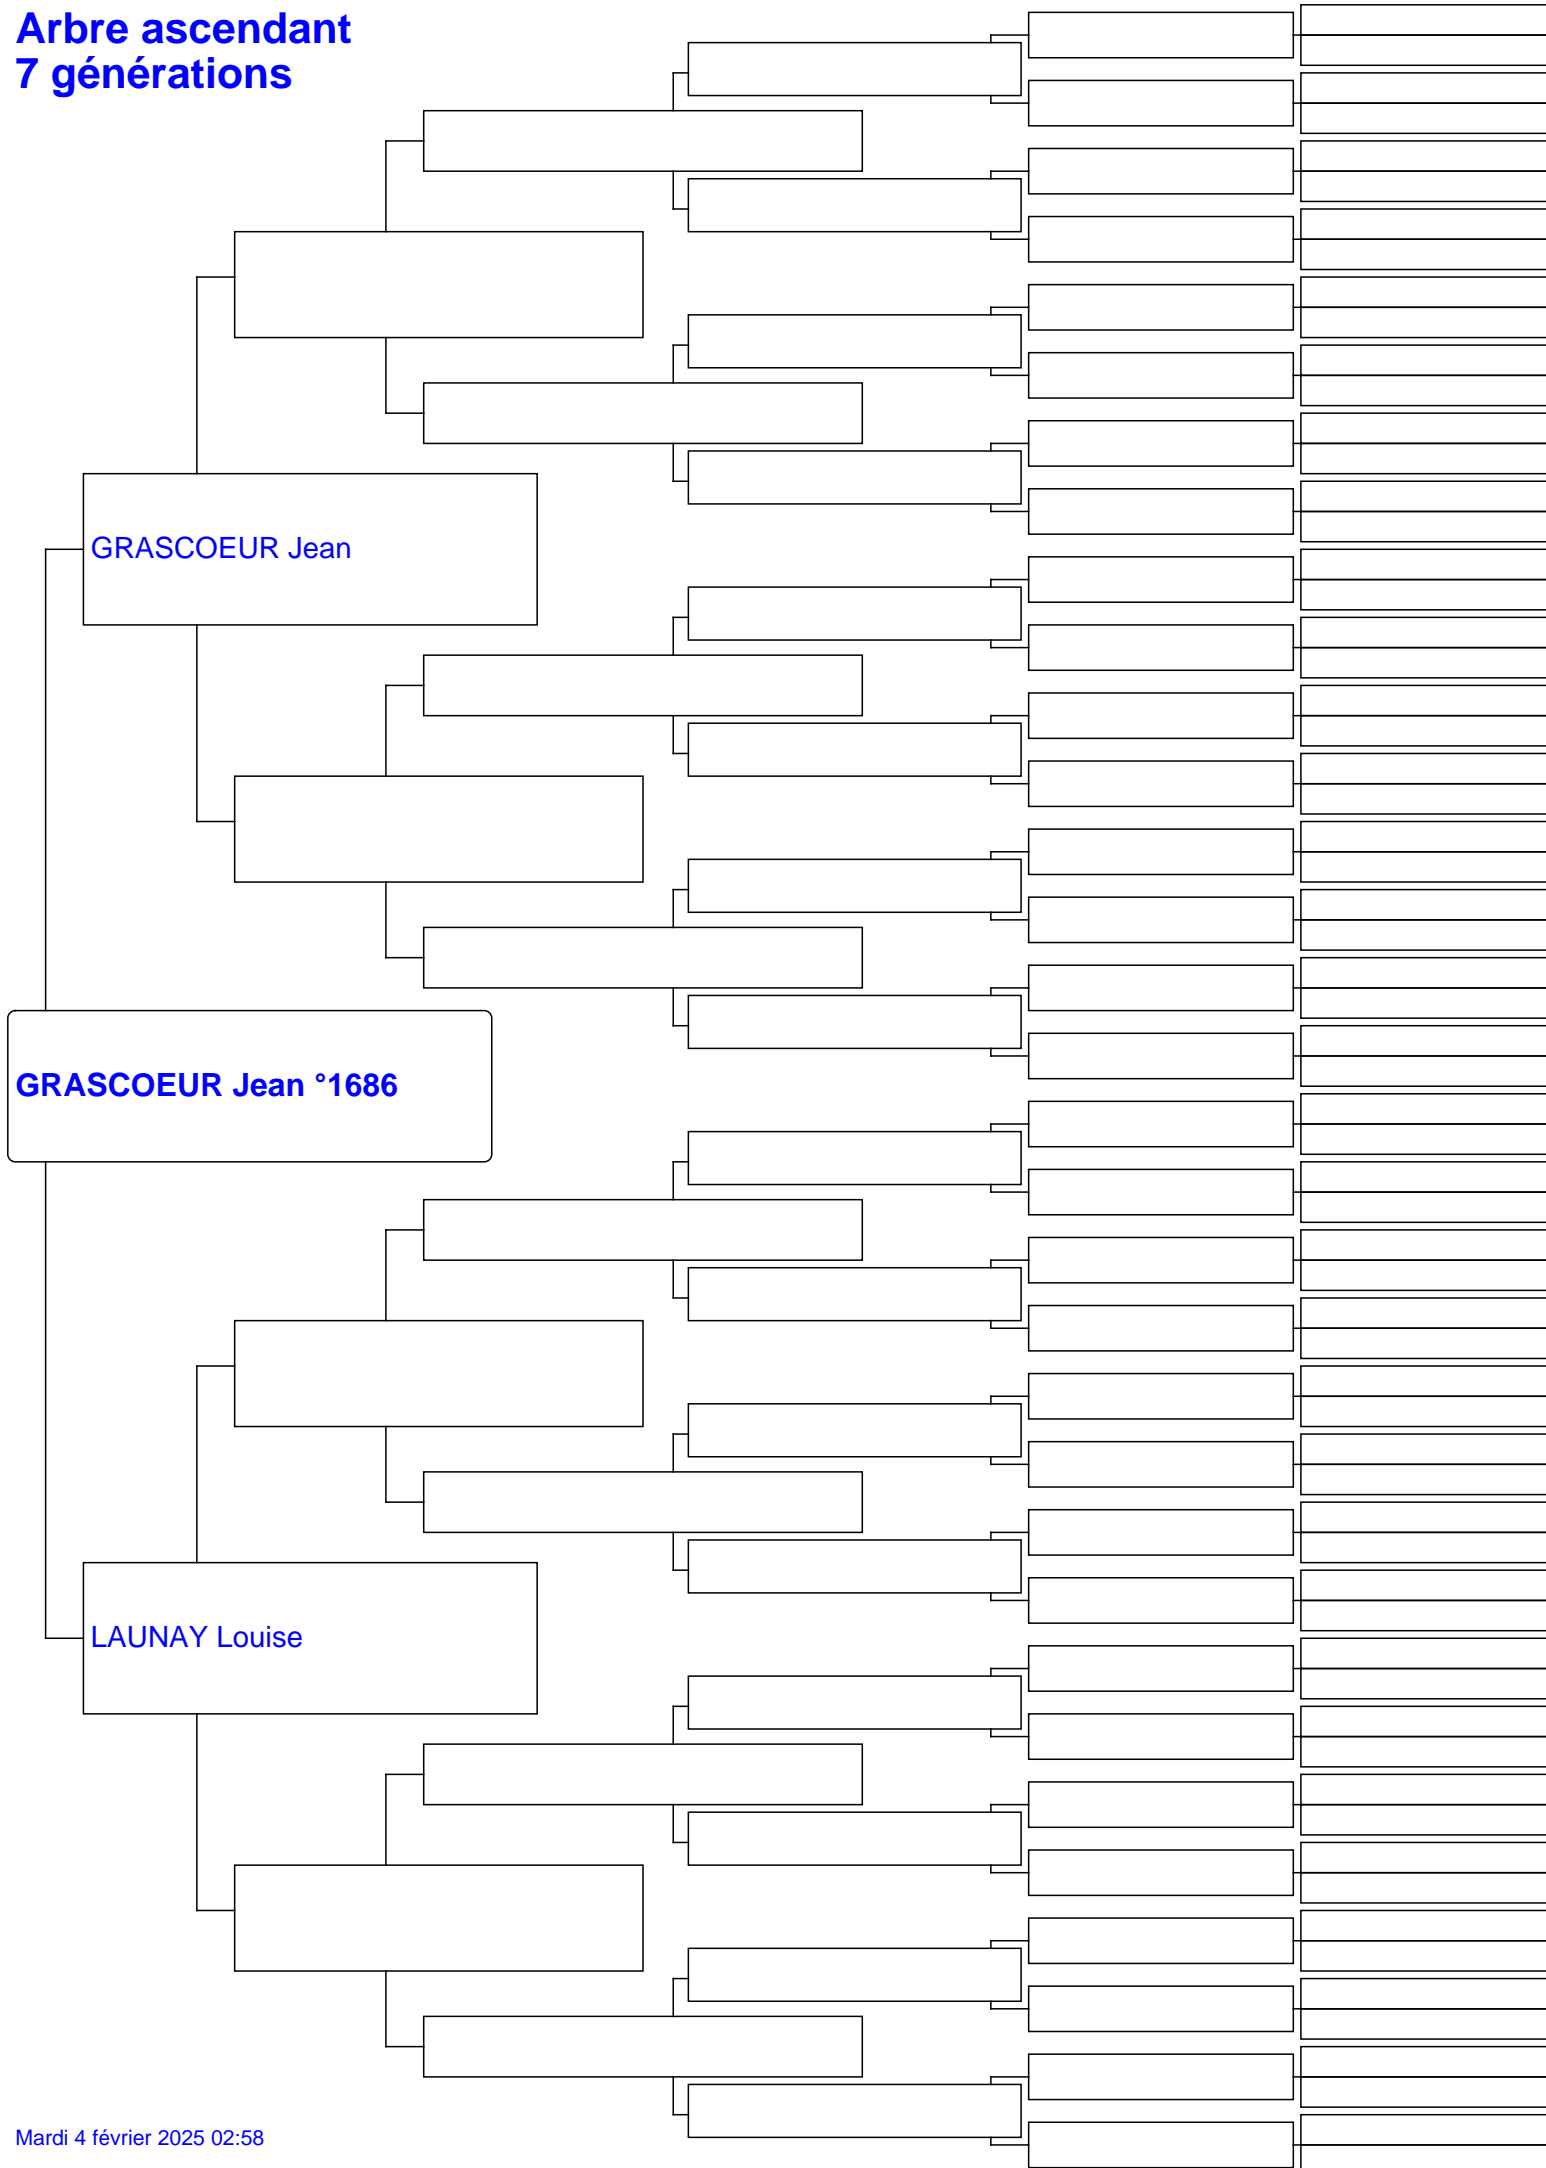 Arbre ascendant
7 générations
GRASCOEUR Jean
GRASCOEUR Jean °1686
LAUNAY Louise
Mardi 4 février 2025 02:58